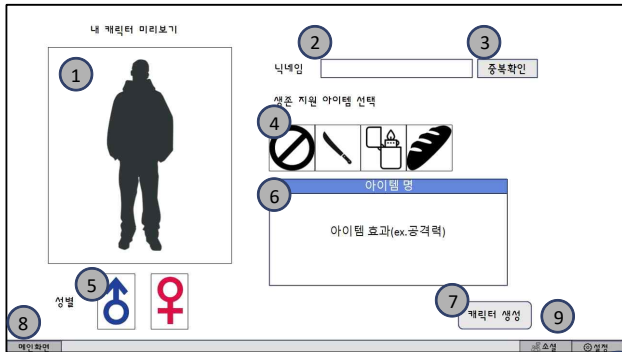 내 캐릭터 미리보기
1
2
3
닉네임
중복확인
생존 지원 아이템 선택
4
6
아이템 명
아이템 효과(ex.공격력)
성별
5
7
캐릭터 생성
8
9
메인화면
소셜
설정